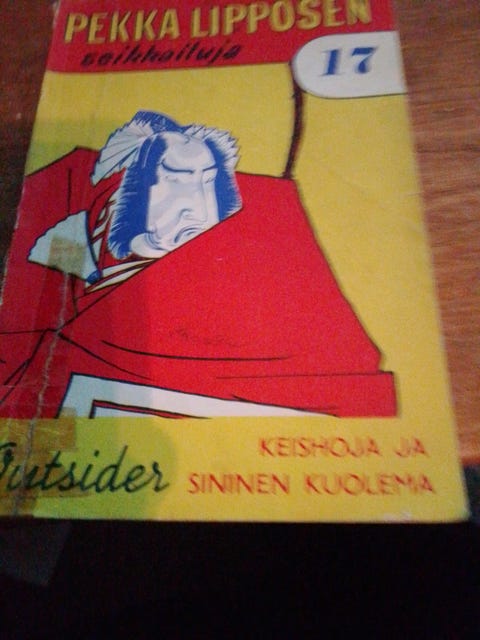 PEKKA LIPPOSEN
seikkailuja
17
Outsider
KEISHOJA JA
SININEN KUOLEMA